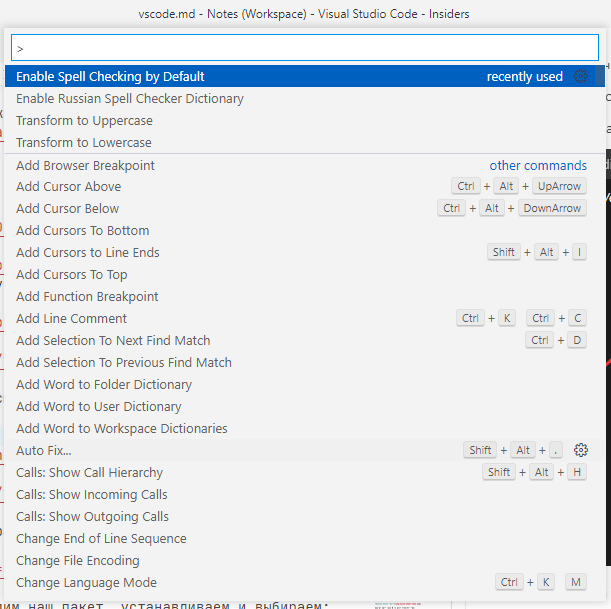 vscode.md - Notes (Workspace) - Visual Studio Code - Insiders
>
Enable Spell Checking by Default recently used
Enable Russian Spell Checker Dictionary
Transform to Uppercase
Transform to Lowercase
Add Browser Breakpoint other commands
Add Cursor Above Ctrl + Alt + UpArrow
Add Cursor Below Ctrl + Alt + DownArrow
Add Cursors To Bottom
Add Cursors to Line Ends Shift + Alt + I
Add Cursors To Top
Add Function Breakpoint
Add Line Comment Ctrl + K Ctrl + C
Add Selection To Next Find Match Ctrl + D
Add Selection To Previous Find Match
Add Word to Folder Dictionary
Add Word to User Dictionary
Add Word to Workspace Dictionaries
Auto Fix... Shift + Alt + .
Calls: Show Call Hierarchy Shift + Alt + H
Calls: Show Incoming Calls
Calls: Show Outgoing Calls
Change End of Line Sequence
Change File Encoding
Change Language Mode Ctrl + K M
наш пакет, устанавливаем и выбираем: